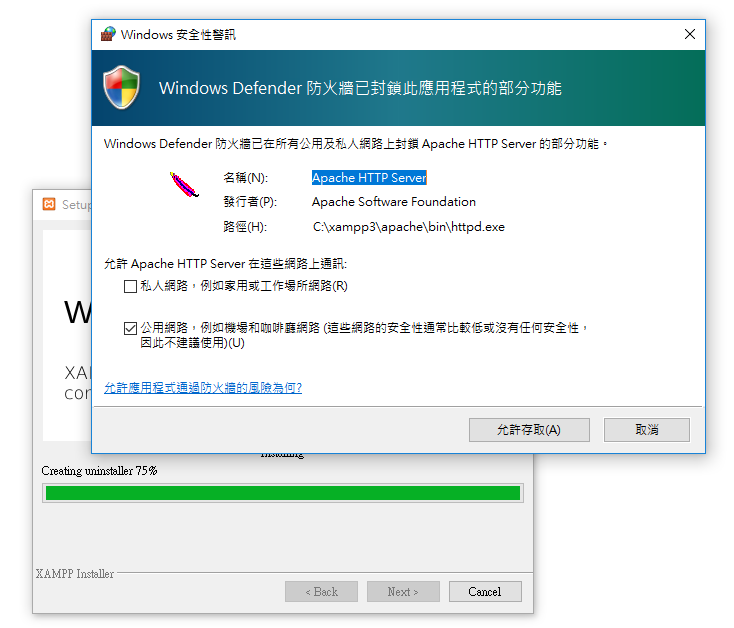 Windows 安全性警訊
Windows Defender 防火牆已封鎖此應用程式的部分功能
Windows Defender 防火牆已在所有公用及私人網路上封鎖 Apache HTTP Server 的部分功能。
名稱(N): Apache HTTP Server
發行者(P): Apache Software Foundation
路徑(H): C:\xampp3\apache\bin\httpd.exe
允許 Apache HTTP Server 在這些網路上通訊:
私人網路，例如家用或工作場所網路(R)
公用網路，例如機場和咖啡廳網路 (這些網路的安全性通常比較低或沒有任何安全性，
因此不建議使用)(U)
允許應用程式通過防火牆的風險為何?
允許存取(A) 取消
Setup
W
XA
con
Installing
Creating uninstaller 75%
XAMPP Installer
< Back Next > Cancel